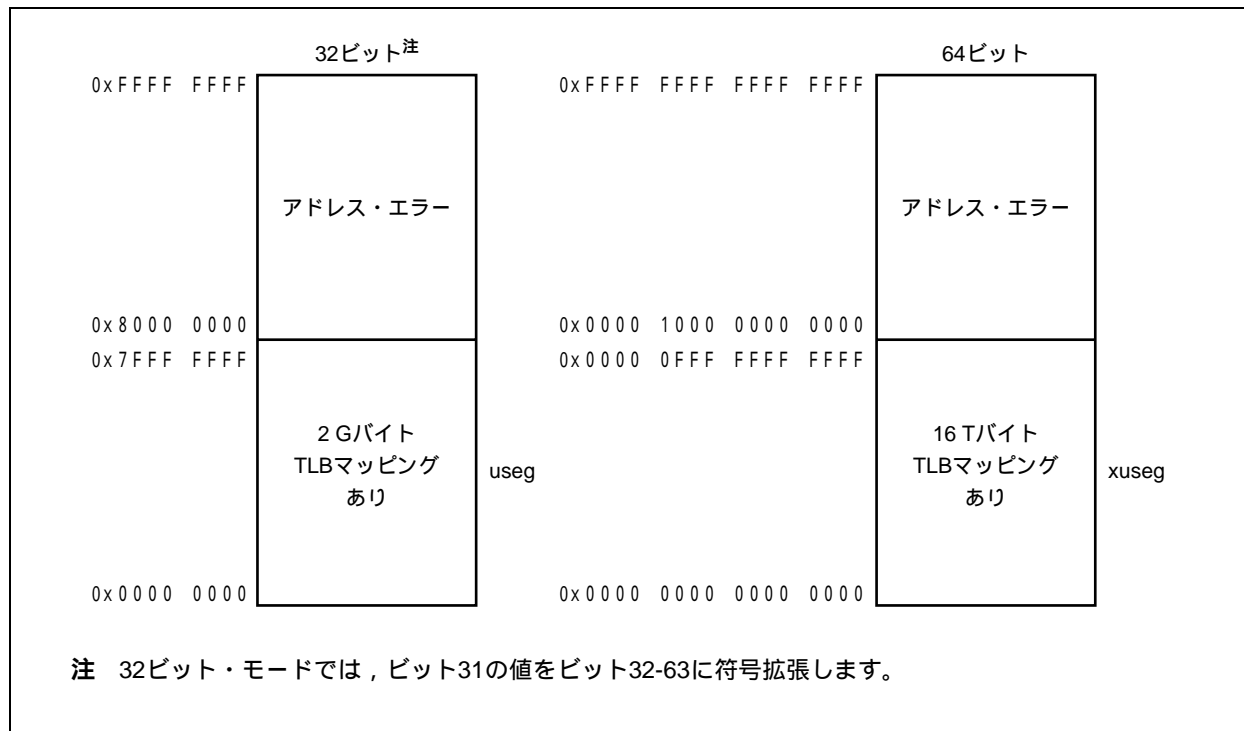 32ビット注
0xFFFF FFFF
アドレス・エラー
0x8000 0000
0x7FFF FFFF
2 Gバイト
TLBマッピング
あり
useg
0x0000 0000
64ビット
0xFFFF FFFF FFFF FFFF
アドレス・エラー
0x0000 1000 0000 0000
0x0000 0FFF FFFF FFFF
16 Tバイト
TLBマッピング
あり
xuseg
0x0000 0000 0000 0000
注 32ビット・モードでは，ビット31の値をビット32-63に符号拡張します。